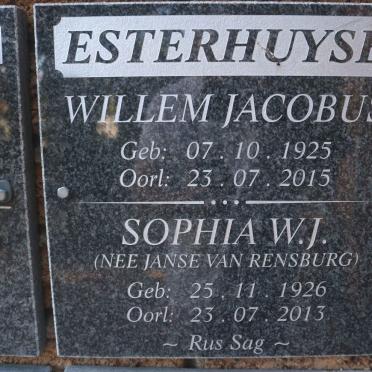 ESTERHUYSE
WILLEM JACOBUS
Geb: 07 . 10 . 1925
Oorl: 23 . 07 . 2015
SOPHIA W.J.
(NEE JANSE VAN RENSBURG)
Geb: 25 . 11 . 1926
Oorl: 23 . 07 . 2013
~ Rus Sag ~